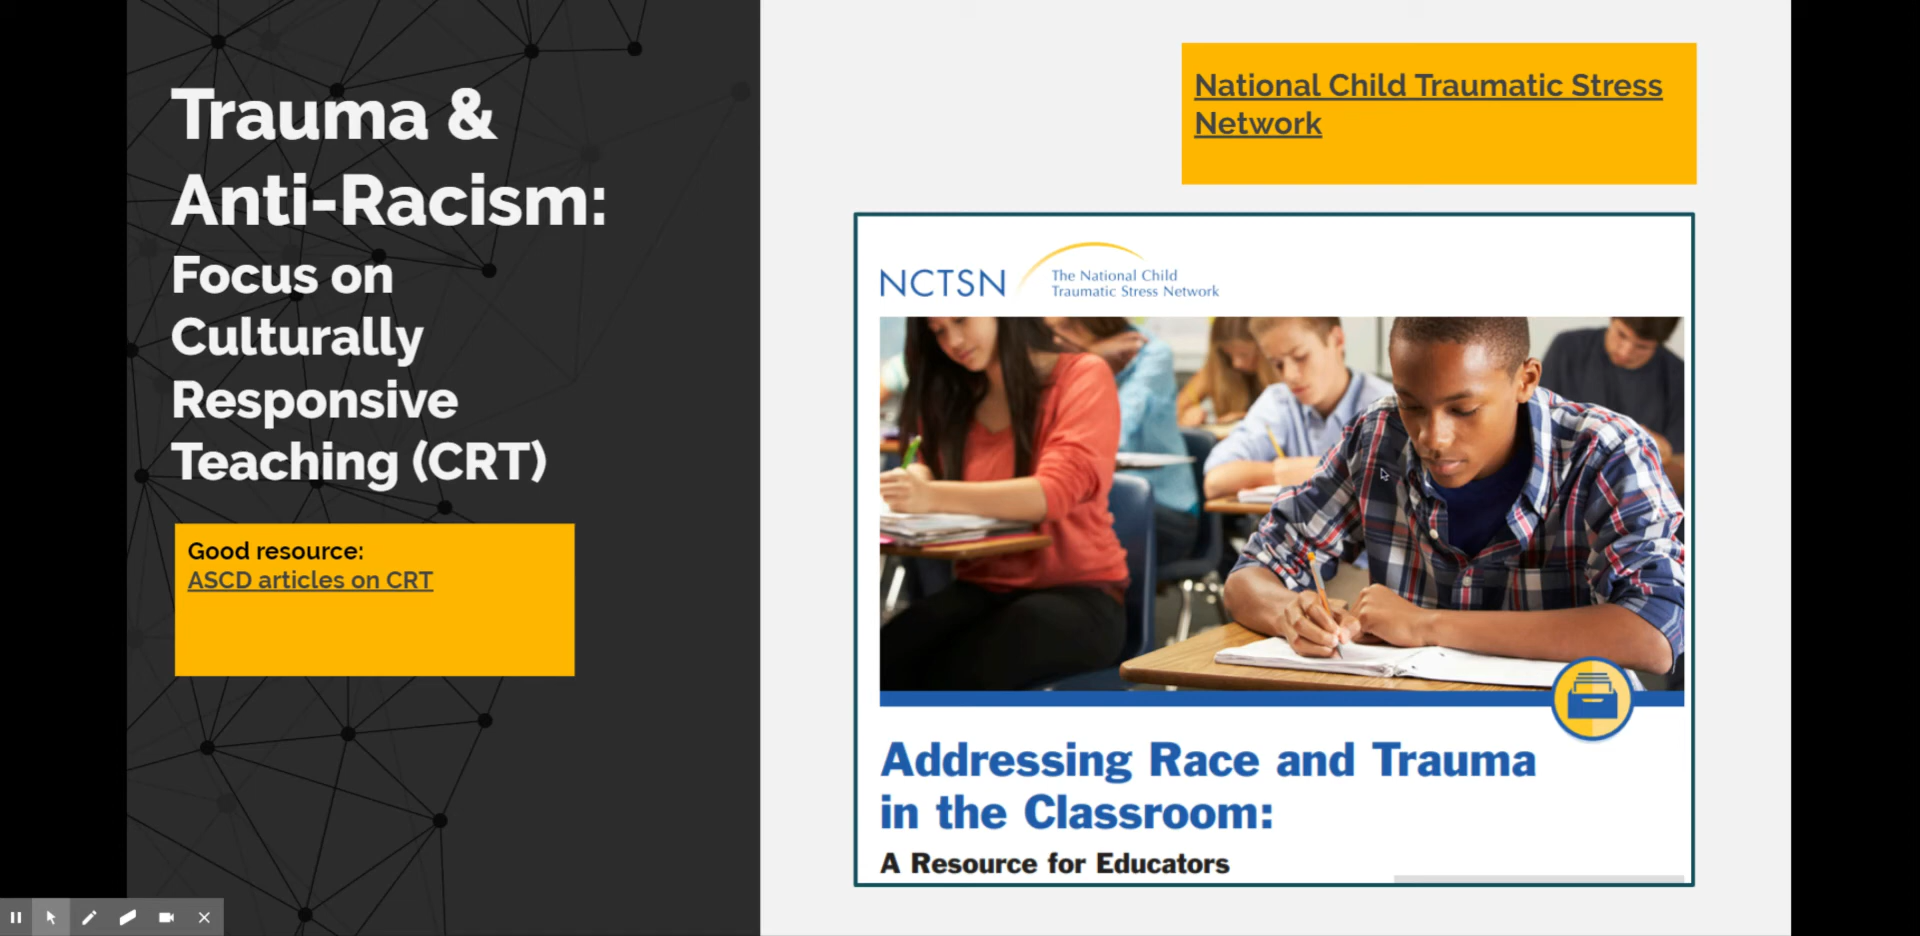 Trauma &
Anti-Racism:
Focus on
Culturally
Responsive
Teaching (CRT)
Good resource:
ASCD articles on CRT
National Child Traumatic Stress
Network
NCTSN
The National Child
Traumatic Stress Network
Addressing Race and Trauma
in the Classroom:
A Resource for Educators